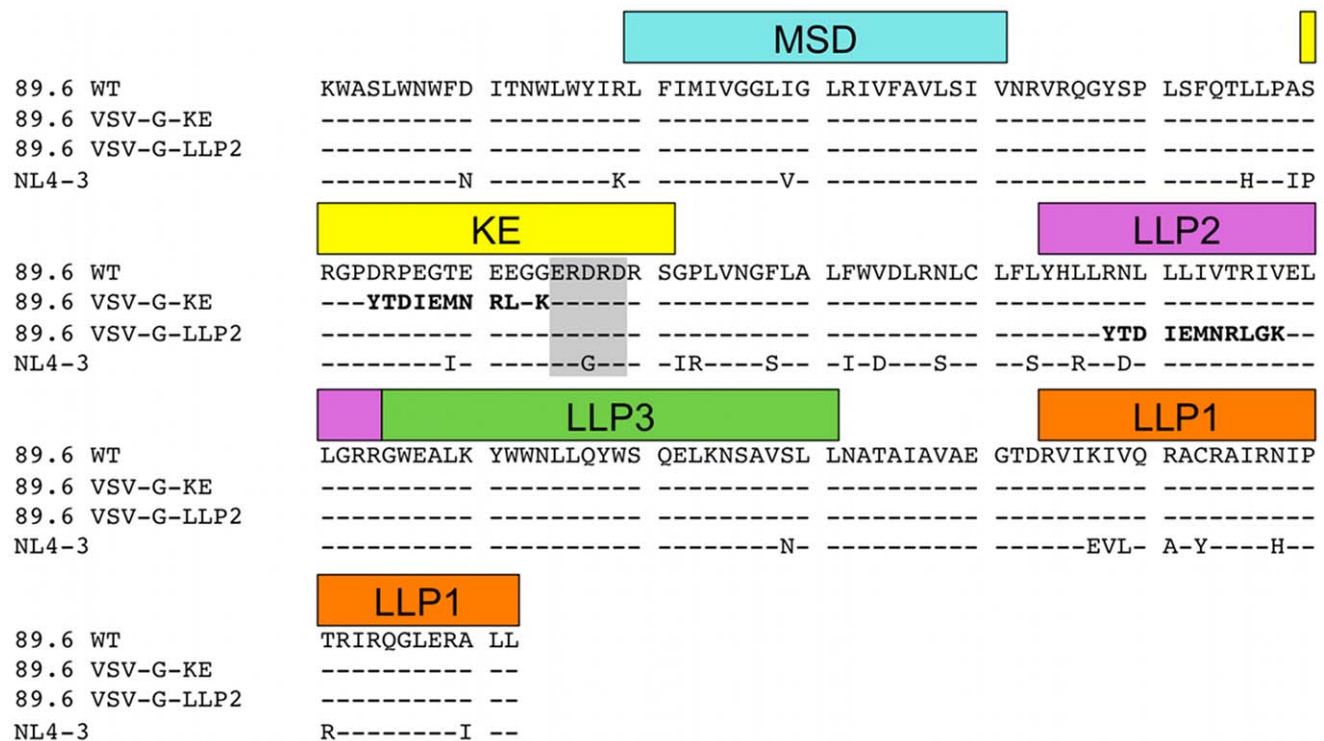 MSD
89.6 WT KWASLWNWFD ITNWLWYIRL FIMIVGGLIG LRIVFAVLSI VNRVRQGYSP LSFQTLLPAS
89.6 VSV-G-KE ---------- ---------- ---------- ---------- ---------- ----------
89.6 VSV-G-LLP2 ---------- ---------- ---------- ---------- ---------- ----------
NL4-3 ---------N --------K- --------V- ---------- ---------- -----H--IP
KE LLP2
89.6 WT RGPDRPEGTE EEGGERDRDR SGPLVNGFLA LFWVDLRNLC LFLYHLLRNL LLIVTRIVEL
89.6 VSV-G-KE ---YTDIEMN RL-K------ ---------- ---------- ---------- ----------
89.6 VSV-G-LLP2 ---------- ---------- ---------- ---------- -------YTD IEMNRLGK--
NL4-3 --------I- ------G--- -IR----S-- -I-D---S-- --S--R--D- ----------
LLP3 LLP1
89.6 WT LGRRGWEALK YWWNLLQYWS QELKNSAVSL LNATAIAVAE GTDRVIKIVQ RACRAIRNIP
89.6 VSV-G-KE ---------- ---------- ---------- ---------- ---------- ----------
89.6 VSV-G-LLP2 ---------- ---------- ---------- ---------- ---------- ----------
NL4-3 ---------- ---------- --------N- ---------- ------EVL- A-Y----H--
LLP1
89.6 WT TRIRQGLERA LL
89.6 VSV-G-KE ---------- --
89.6 VSV-G-LLP2 ---------- --
NL4-3 R--------I --